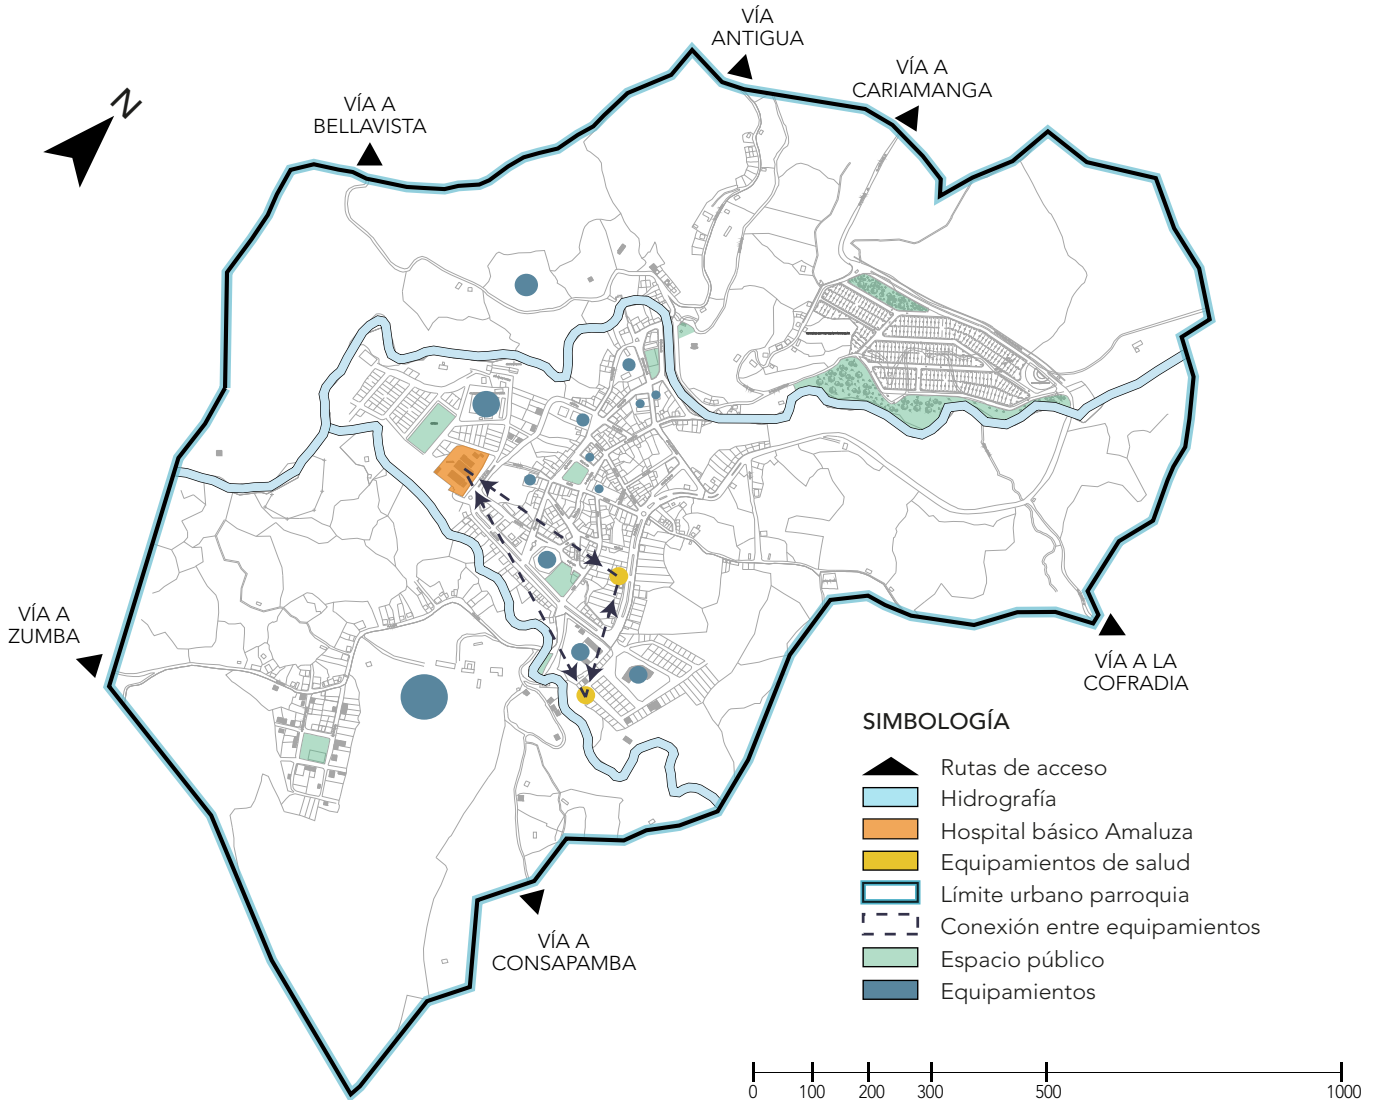 VÍA
ANTIGUA
VÍA A
CARIAMANGA
N
VÍA A
BELLAVISTA
VÍA A
ZUMBA
VÍA A LA
COFRADIA
SIMBOLOGÍA
Rutas de acceso
Hidrografía
Hospital básico Amaluza
Equipamientos de salud
Límite urbano parroquia
Conexión entre equipamientos
Espacio público
Equipamientos
VÍA A
CONSAPAMBA
0 100 200 300 500 1000